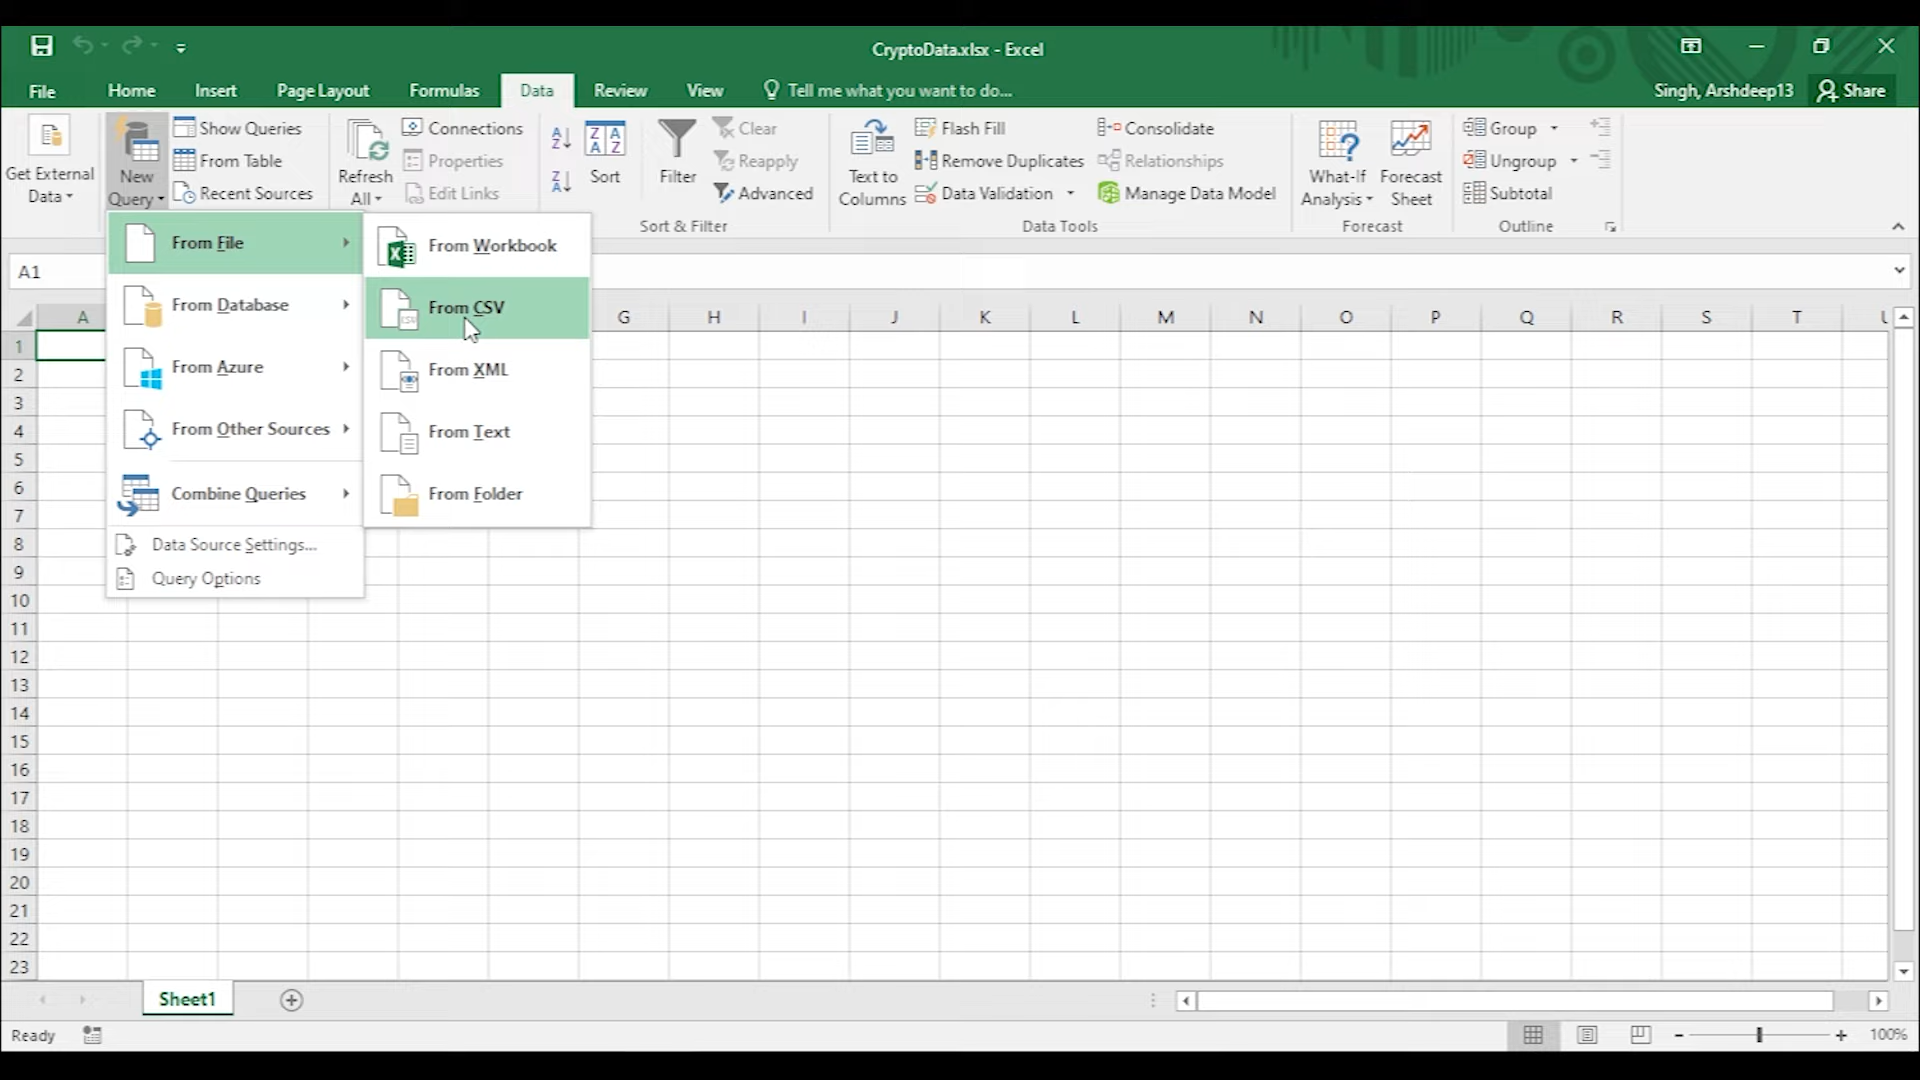 CryptoData.xlsx - Excel
File
Home
Insert
Page Layout
Formulas
Data
Review
View
Tell me what you want to do...
Singh, Arshdeep13
Share
Get External
Data
New
Query
Show Queries
From Table
Recent Sources
Refresh
All
Connections
Properties
Edit Links
Sort
Filter
Clear
Reapply
Advanced
Sort & Filter
Text to
Columns
Flash Fill
Remove Duplicates
Data Validation
Consolidate
Relationships
Manage Data Model
Data Tools
What-If
Analysis
Forecast
Sheet
Forecast
Group
Ungroup
Subtotal
Outline
From File
From Database
From Azure
From Other Sources
Combine Queries
Data Source Settings...
Query Options
From Workbook
From CSV
From XML
From Text
From Folder
A1
A G H I J K L M N O P Q R S T
1
2
3
4
5
6
7
8
9
10
11
12
13
14
15
16
17
18
19
20
21
22
23
Sheet1
Ready
100%